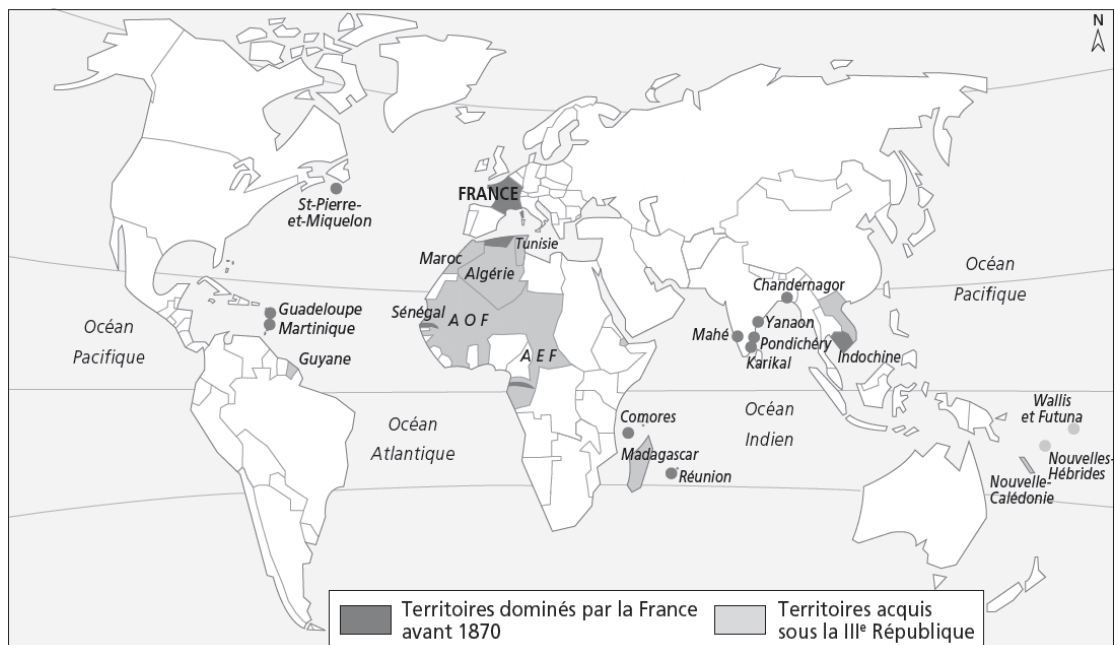 N
FRANCE
St-Pierre-
et-Miquelon
Tunisie
Maroc
Algérie
Océan
Pacifique
Chandernagor
Guadeloupe
Martinique
Sénégal
A O F
Océan
Pacifique
Yanaon
Mahé
Pondichéry
Karikal
Indochine
A E F
Guyane
Océan
Atlantique
Comores
Océan
Indien
Wallis
et Futuna
Madagascar
Réunion
Nouvelles-
Hébrides
Nouvelle-
Calédonie
Territoires dominés par la France
avant 1870
Territoires acquis
sous la IIIe République